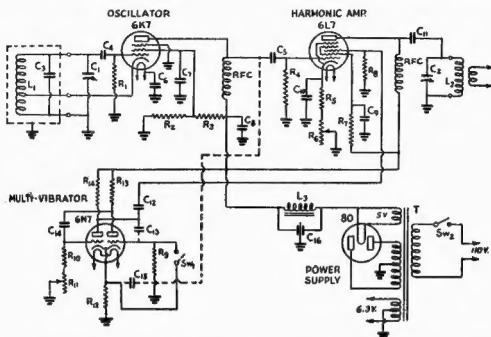 OSCILLATOR
6K7
HARMONIC AMP.
6L7
C4
C5
C11
C3
C1
L1
R1
C6
C7
RFC
R4
C10
R5
R6
R8
R7
C9
RFC
C2
L2
R2
R3
C8
R14
R13
C12
MULTI-VIBRATOR
6N7
C14
C13
R10
R11
R9
SW1
C15
R12
L3
C16
80
5V
T
SW2
110V.
POWER
SUPPLY
6.3V.